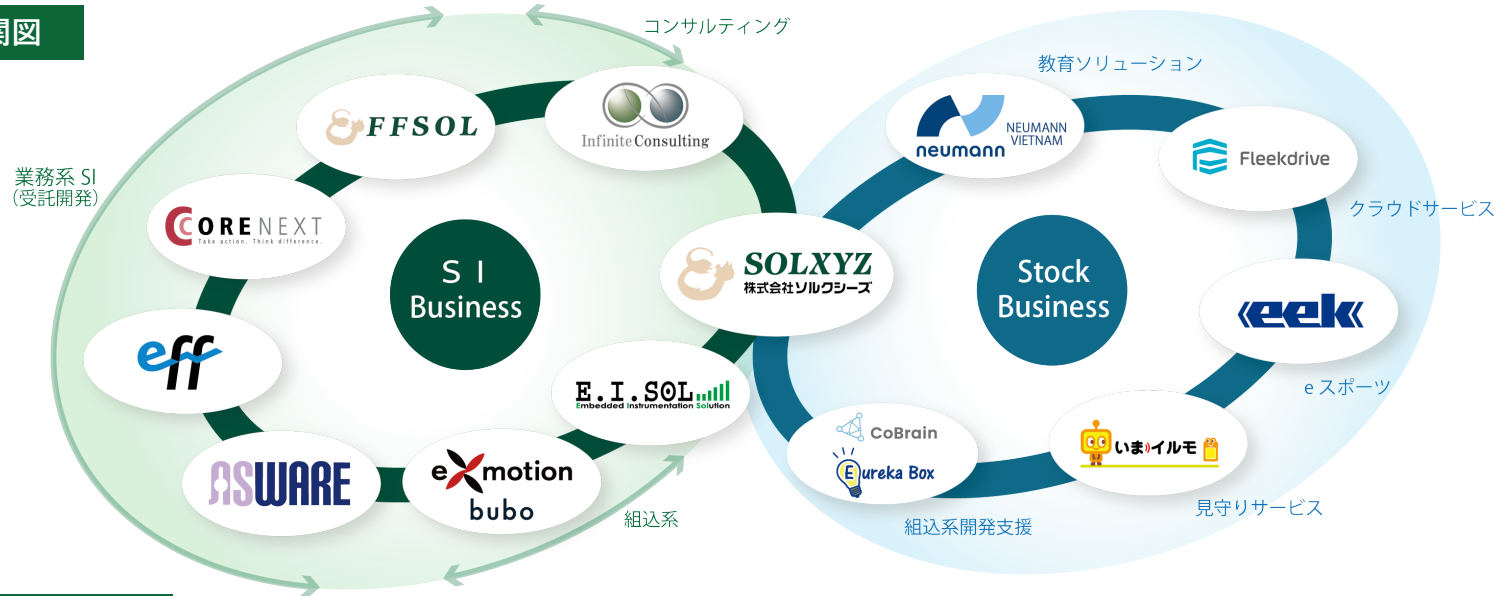 関図
コンサルティング
教育ソリューション
FFSOL
Infinite Consulting
neumann
NEUMANN
VIETNAM
Fleekdrive
業務系 SI
(受託開発)
CORENEXT
Take action. Think difference.
クラウドサービス
SI
Business
SOLXYZ
株式会社ソルクシーズ
Stock
Business
eek
eff
E.I.SOL
Embedded Instrumentation Solution
eスポーツ
ASWARE
eXmotion
bubo
CoBrain
Eureka Box
いまイルモ
組込系
組込系開発支援
見守りサービス